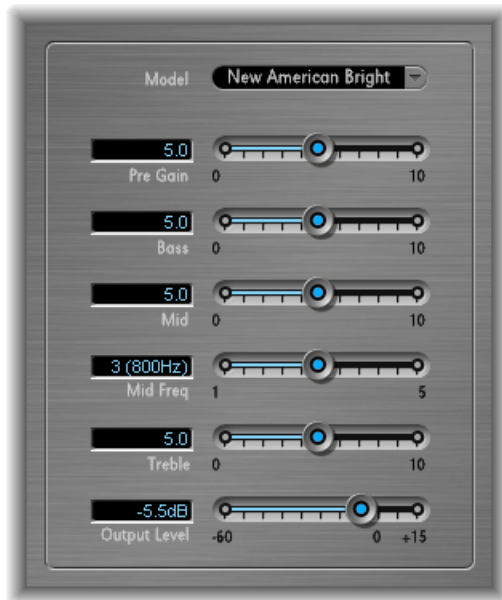 Model New American Bright
5.0
Pre Gain 0 10
5.0
Bass 0 10
5.0
Mid 0 10
3 (800Hz)
Mid Freq 1 5
5.0
Treble 0 10
-5.5dB
Output Level -60 0 +15